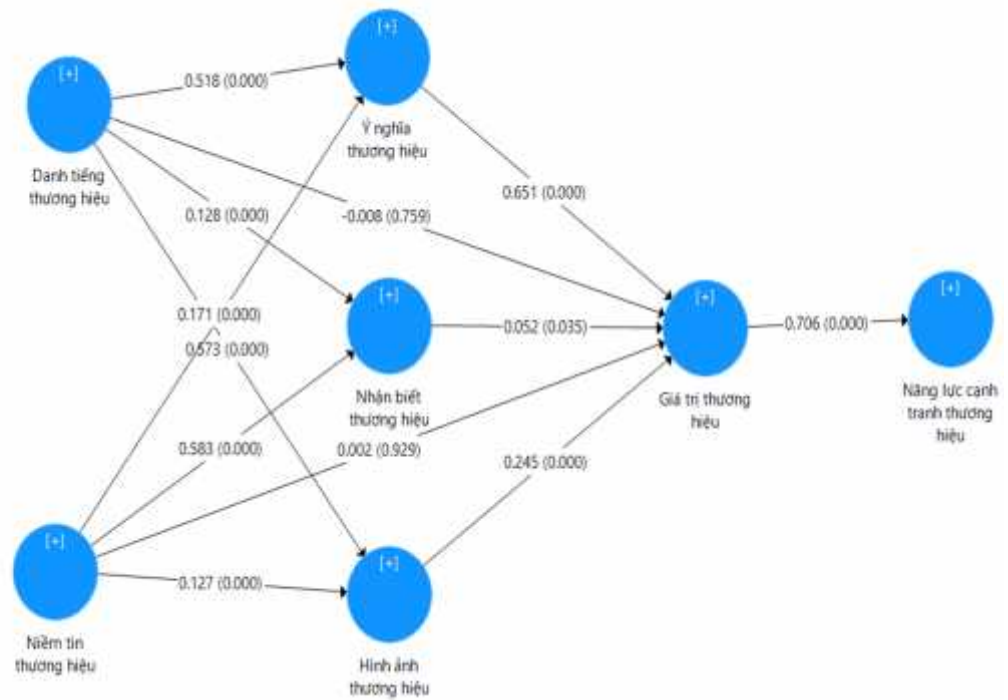 [+]
Ý nghĩa
thương hiệu
[+]
Danh tiếng
thương hiệu
0.518 (0.000)
0.651 (0.000)
0.128 (0.000)
-0.008 (0.759)
0.171 (0.000)
0.573 (0.000)
[+]
Nhận biết
thương hiệu
0.052 (0.035)
[+]
Giá trị thương
hiệu
0.706 (0.000)
[+]
Năng lực cạnh
tranh thương
hiệu
0.583 (0.000)
0.002 (0.929)
0.245 (0.000)
[+]
Niềm tin
thương hiệu
0.127 (0.000)
[+]
Hình ảnh
thương hiệu